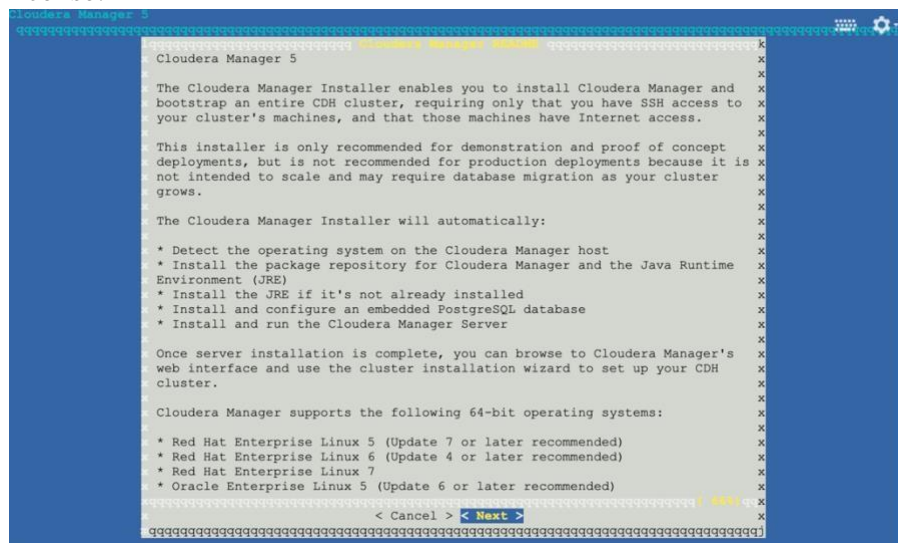 Cloudera Manager 5
Cloudera Manager README
Cloudera Manager 5
The Cloudera Manager Installer enables you to install Cloudera Manager and
bootstrap an entire CDH cluster, requiring only that you have SSH access to
your cluster's machines, and that those machines have Internet access.
This installer is only recommended for demonstration and proof of concept
deployments, but is not recommended for production deployments because it is
not intended to scale and may require database migration as your cluster
grows.
The Cloudera Manager Installer will automatically:
* Detect the operating system on the Cloudera Manager host
* Install the package repository for Cloudera Manager and the Java Runtime
Environment (JRE)
* Install the JRE if it's not already installed
* Install and configure an embedded PostgreSQL database
* Install and run the Cloudera Manager Server
Once server installation is complete, you can browse to Cloudera Manager's
web interface and use the cluster installation wizard to set up your CDH
cluster.
Cloudera Manager supports the following 64-bit operating systems:
* Red Hat Enterprise Linux 5 (Update 7 or later recommended)
* Red Hat Enterprise Linux 6 (Update 4 or later recommended)
* Red Hat Enterprise Linux 7
* Oracle Enterprise Linux 5 (Update 6 or later recommended)
< Cancel > < Next >